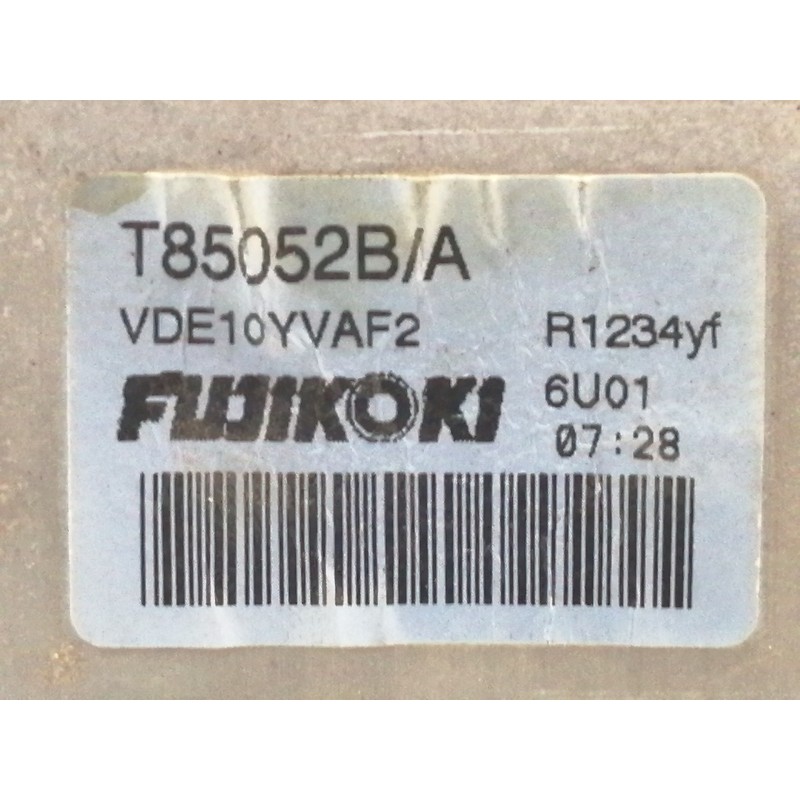 T85052B/A
VDE10YVAF2 R1234yf
FUJIKOKI 6U01
07:28